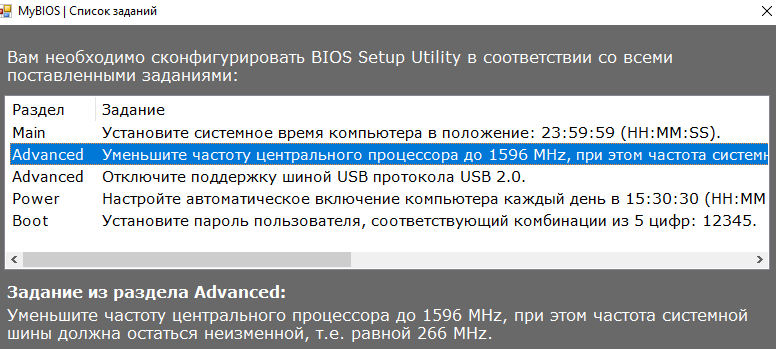 MyBIOS | Список заданий
Вам необходимо сконфигурировать BIOS Setup Utility в соответствии со всеми
поставленными заданиями:
Раздел Задание
Main Установите системное время компьютера в положение: 23:59:59 (HH:MM:SS).
Advanced Уменьшите частоту центрального процессора до 1596 MHz, при этом частота системн
Advanced Отключите поддержку шиной USB протокола USB 2.0.
Power Настройте автоматическое включение компьютера каждый день в 15:30:30 (HH:MM
Boot Установите пароль пользователя, соответствующий комбинации из 5 цифр: 12345.
Задание из раздела Advanced:
Уменьшите частоту центрального процессора до 1596 MHz, при этом частота системной
шины должна остаться неизменной, т.е. равной 266 MHz.